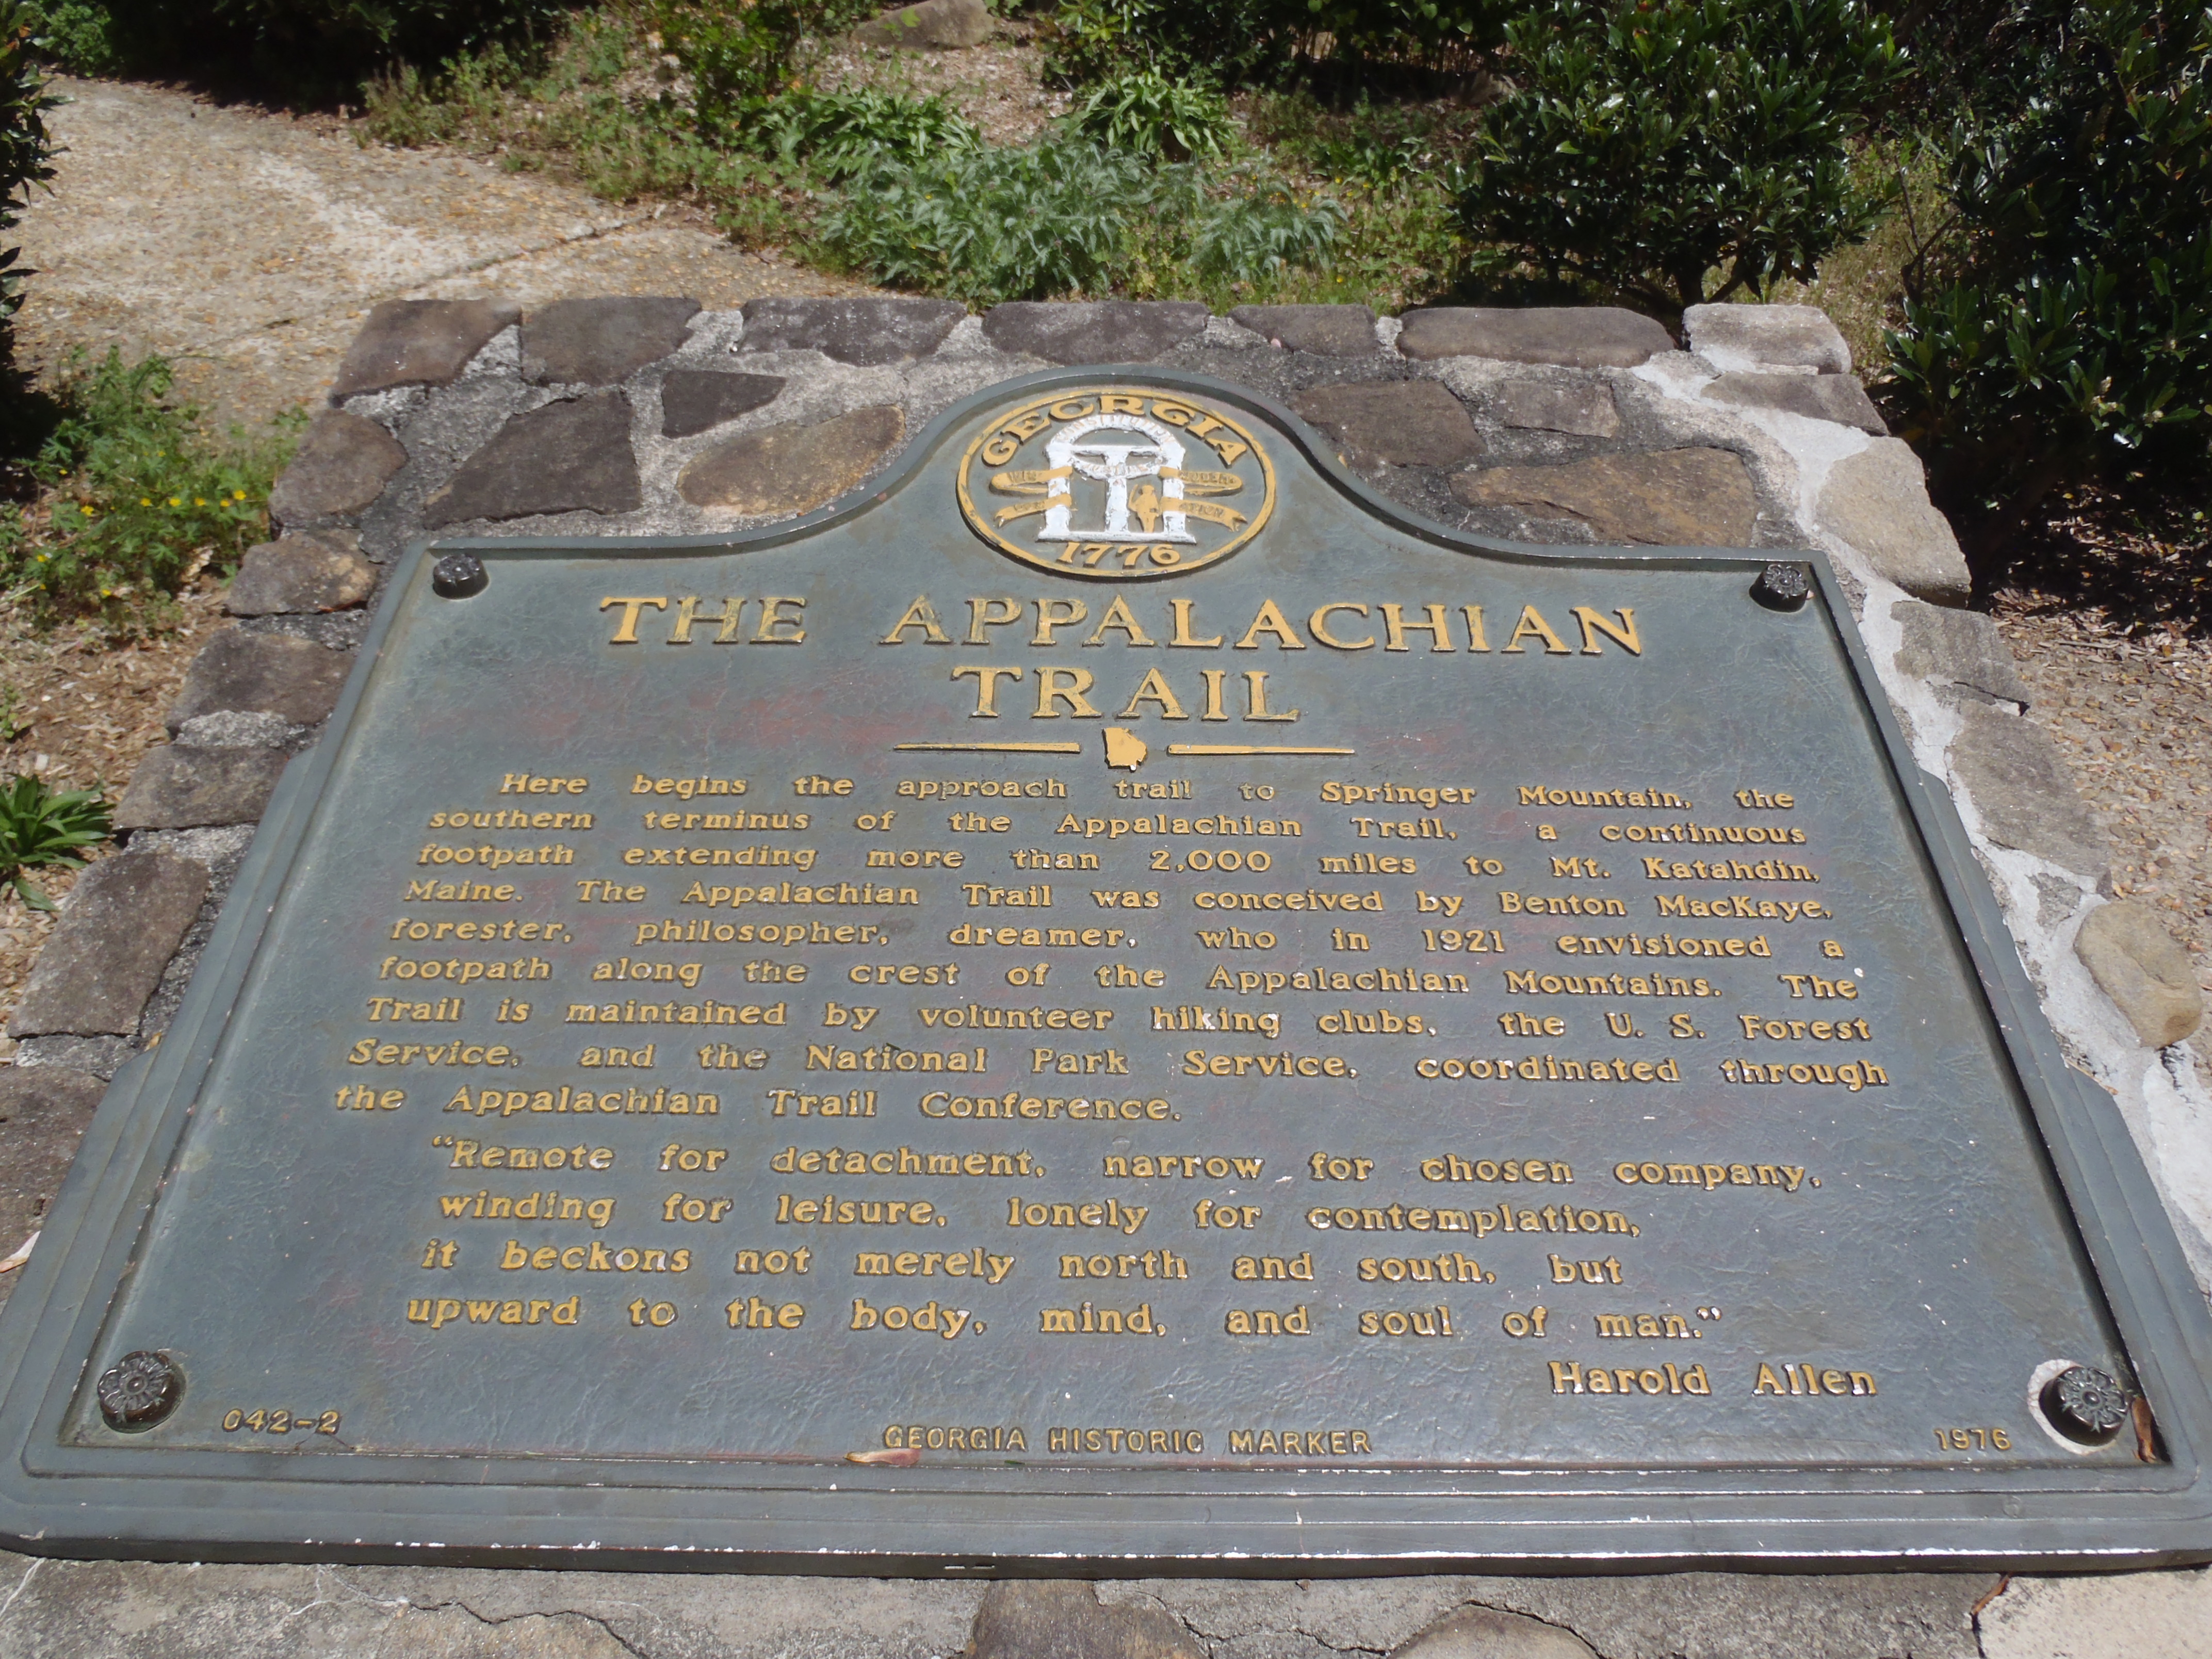 GEORGIA
1776
THE APPALACHIAN
TRAIL
Here begins the approach trail to Springer Mountain, the
southern terminus of the Appalachian Trail, a continuous
footpath extending more than 2,000 miles to Mt. Katahdin,
Maine. The Appalachian Trail was conceived by Benton MacKaye,
forester, philosopher, dreamer, who in 1921 envisioned a
footpath along the crest of the Appalachian Mountains. The
Trail is maintained by volunteer hiking clubs, the U. S. Forest
Service, and the National Park Service, coordinated through
the Appalachian Trail Conference.
“Remote for detachment, narrow for chosen company,
winding for leisure, lonely for contemplation,
it beckons not merely north and south, but
upward to the body, mind, and soul of man.”
Harold Allen
042-2 GEORGIA HISTORIC MARKER 1976